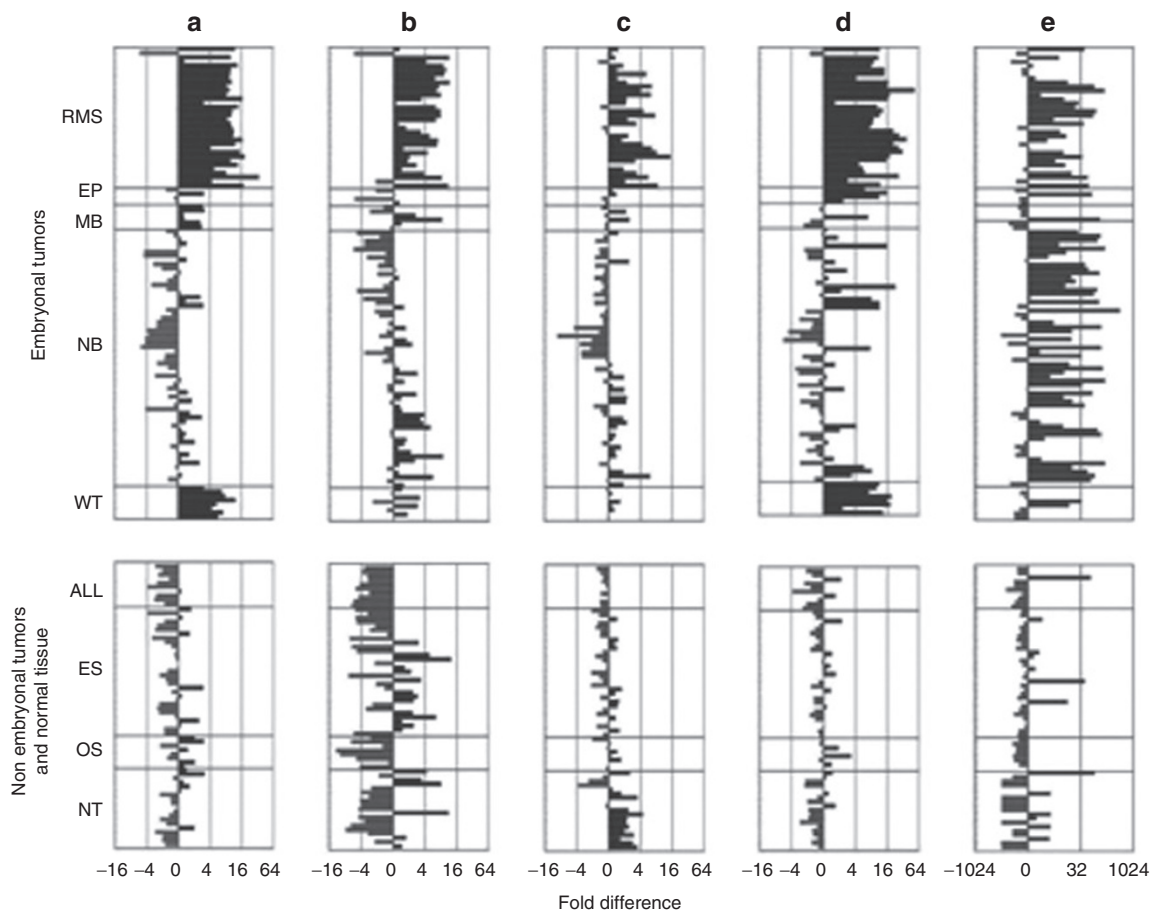 a b c d e
RMS
EP
MB
NB
WT
Embryonal tumors
ALL
ES
OS
NT
Non embryonal tumors
and normal tissue
−16 −4 0 4 16 64 −16 −4 0 4 16 64 −16 −4 0 4 16 64 −16 −4 0 4 16 64 −1024 0 32 1024
Fold difference